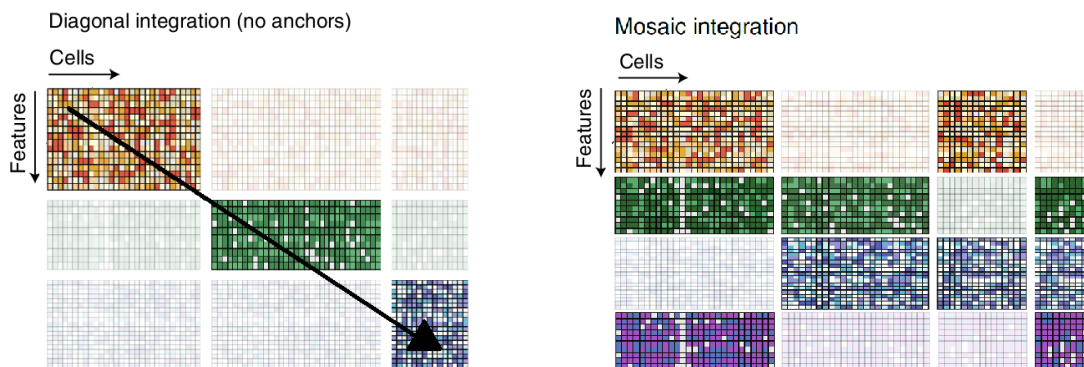 Diagonal integration (no anchors)
Cells
Features
Mosaic integration
Cells
Features